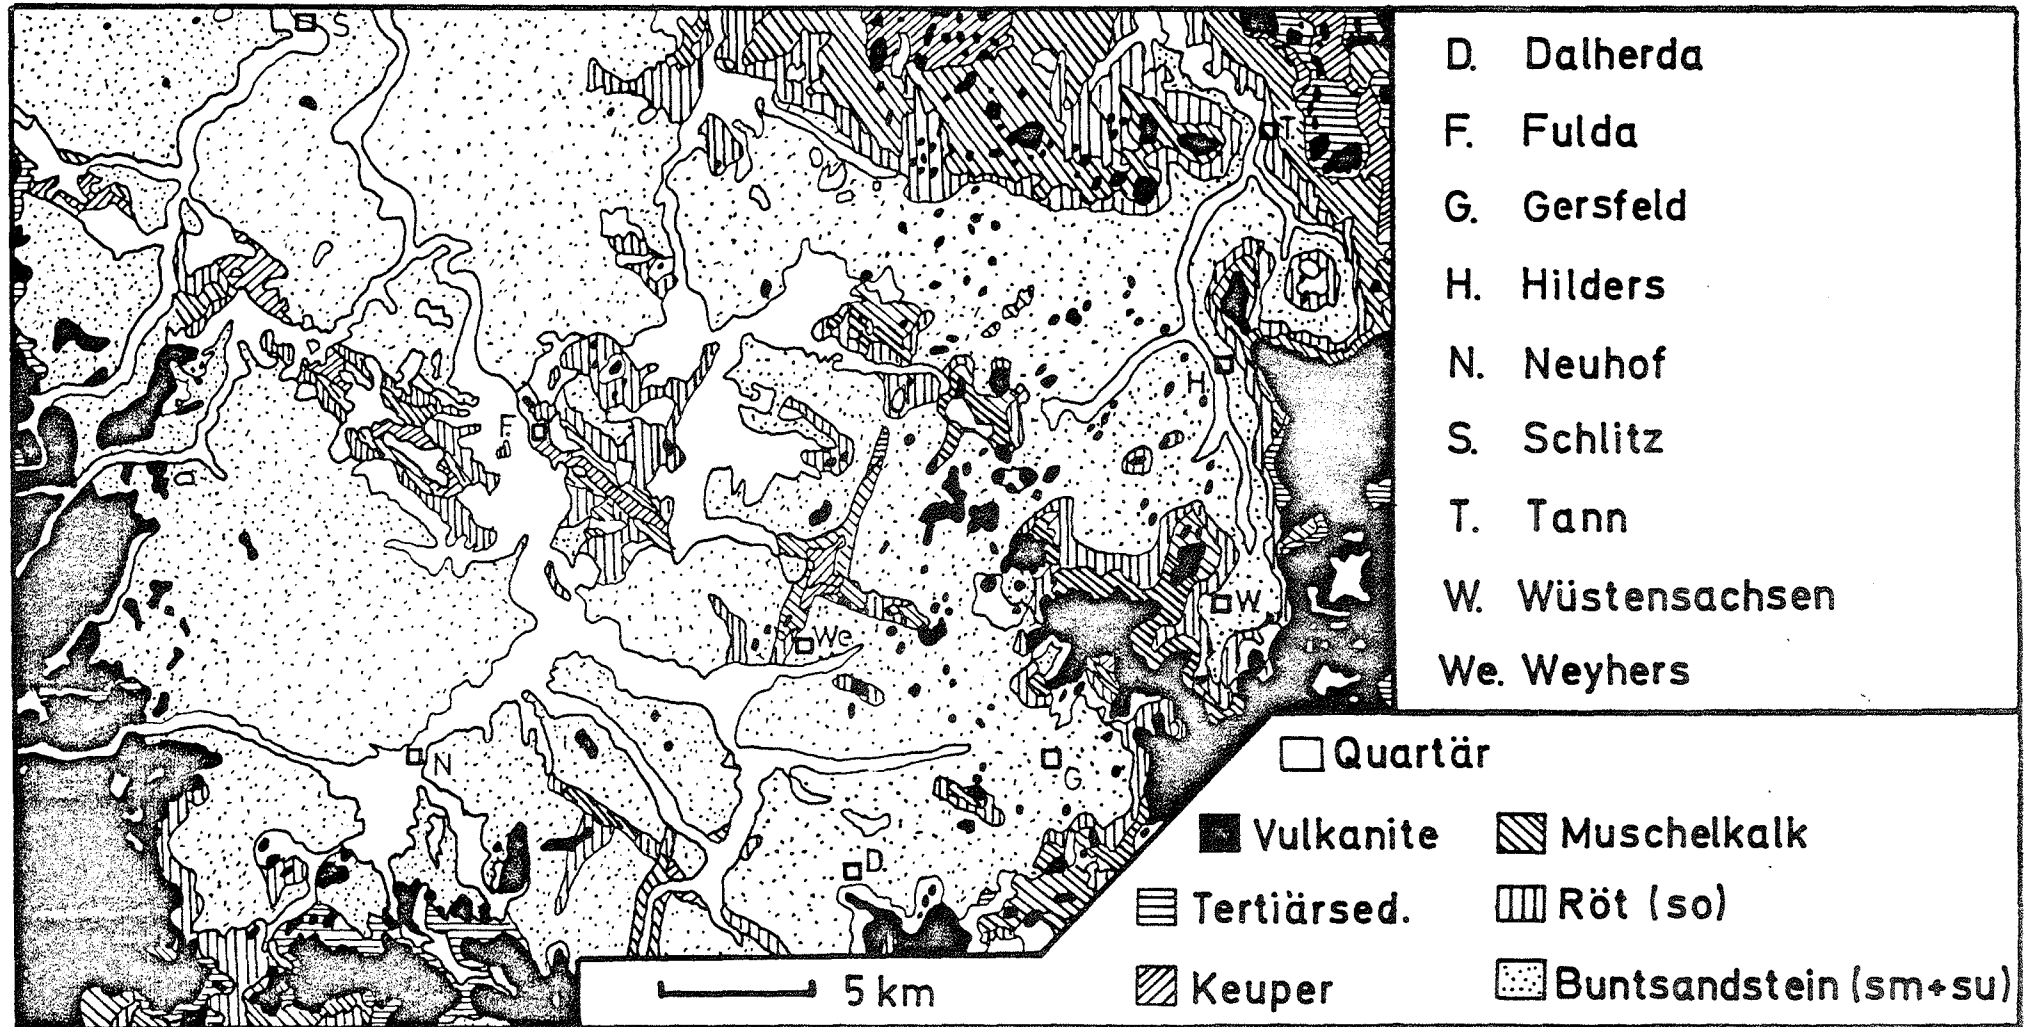 S
T.
F
H.
W.
We
N
G
D.
D. Dalherda
F. Fulda
G. Gersfeld
H. Hilders
N. Neuhof
S. Schlitz
T. Tann
W. Wüstensachsen
We. Weyhers
Quartär
Vulkanite
Muschelkalk
Tertiärsed.
Röt (so)
Keuper
Buntsandstein (sm+su)
5 km